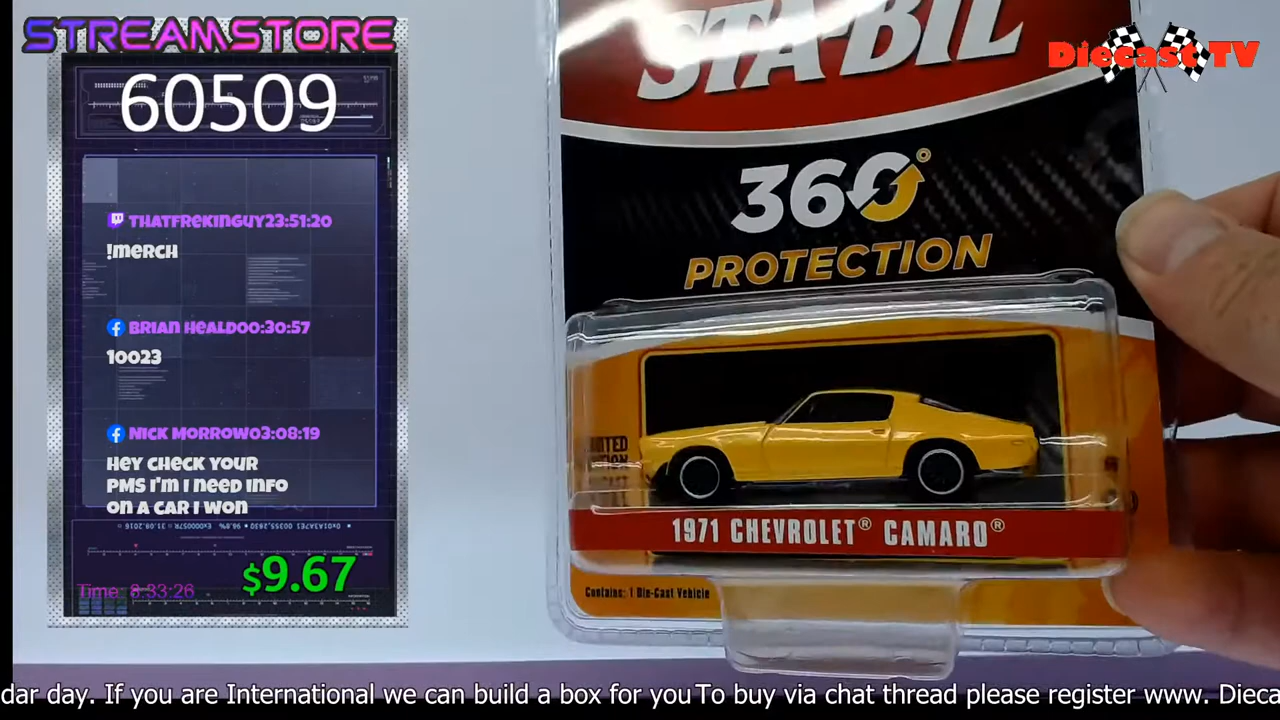 STREAMSTORE
60509
THATFREKINGUY23:51:20
!merch
Brian Heald00:30:57
10023
Nick Morrow03:08:19
Hey check your
PMs I'm I need info
on a car I won
$9.67
Diecast TV
STA-BIL
360°
PROTECTION
1971 CHEVROLET® CAMARO®
Contains: 1 Die-Cast Vehicle
dar day. If you are International we can build a box for youTo buy via chat thread please register www. Dieca